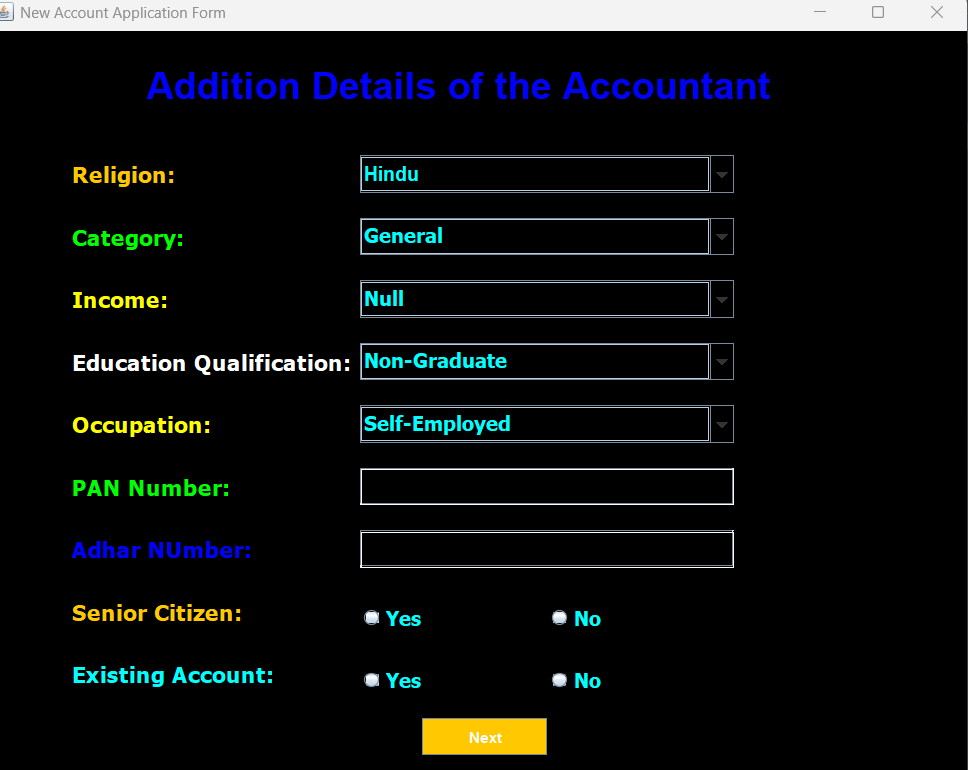 New Account Application Form
Addition Details of the Accountant
Religion: Hindu
Category: General
Income: Null
Education Qualification: Non-Graduate
Occupation: Self-Employed
PAN Number:
Adhar NUmber:
Senior Citizen: Yes No
Existing Account: Yes No
Next